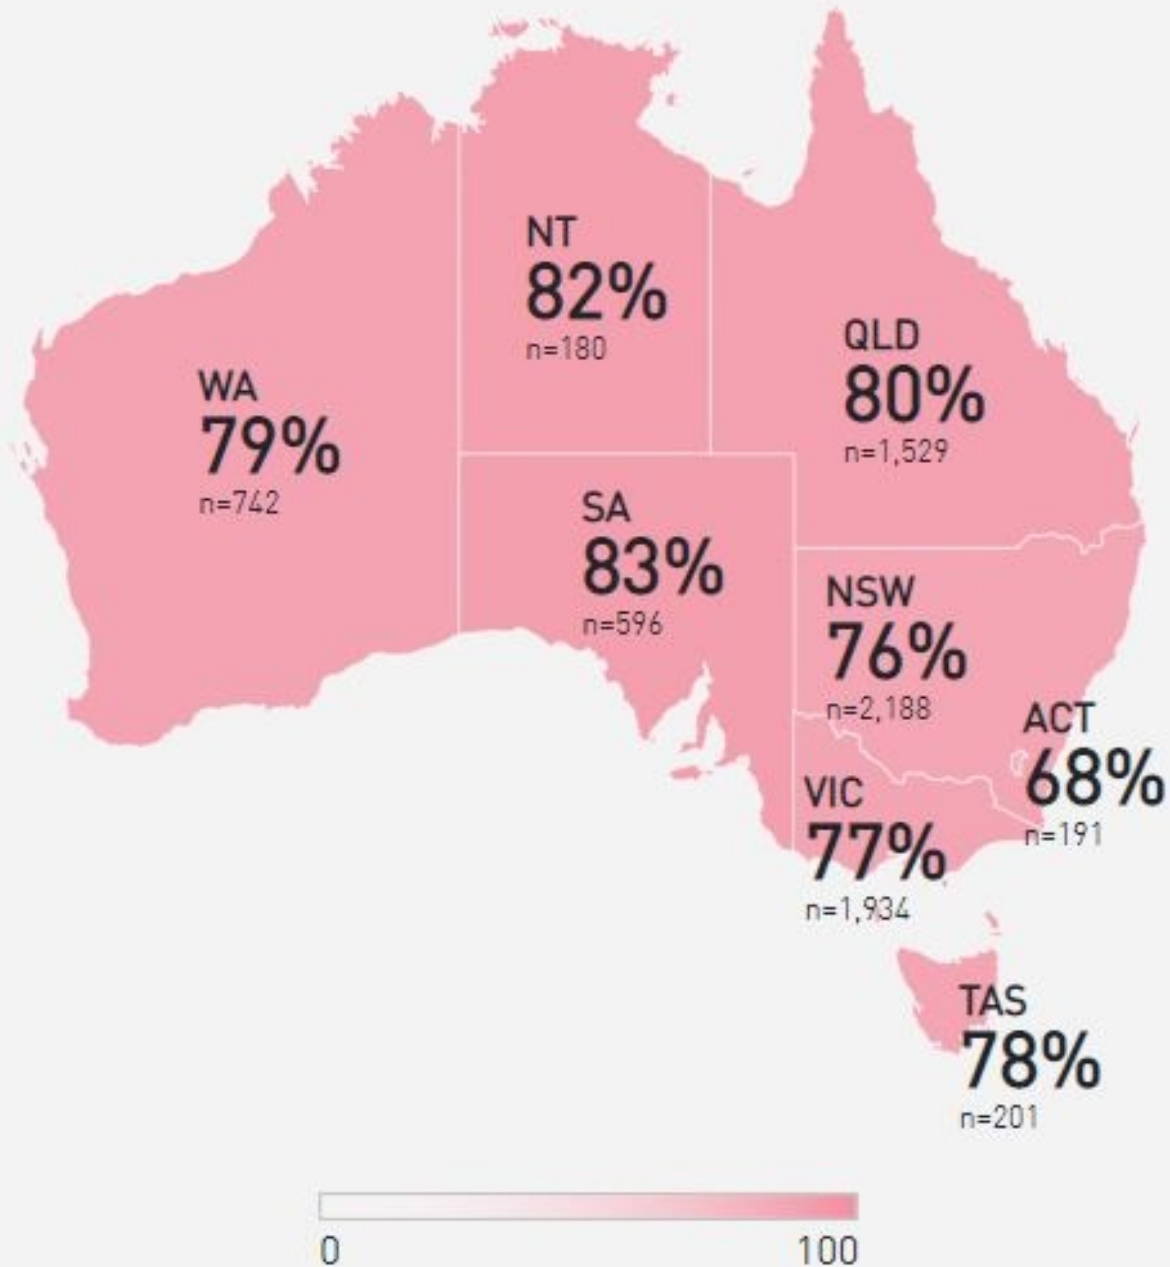 NT
82%
n=180
QLD
80%
n=1,529
WA
79%
n=742
SA
83%
n=596
NSW
76%
n=2,188
ACT
68%
n=191
VIC
77%
n=1,934
TAS
78%
n=201
0
100